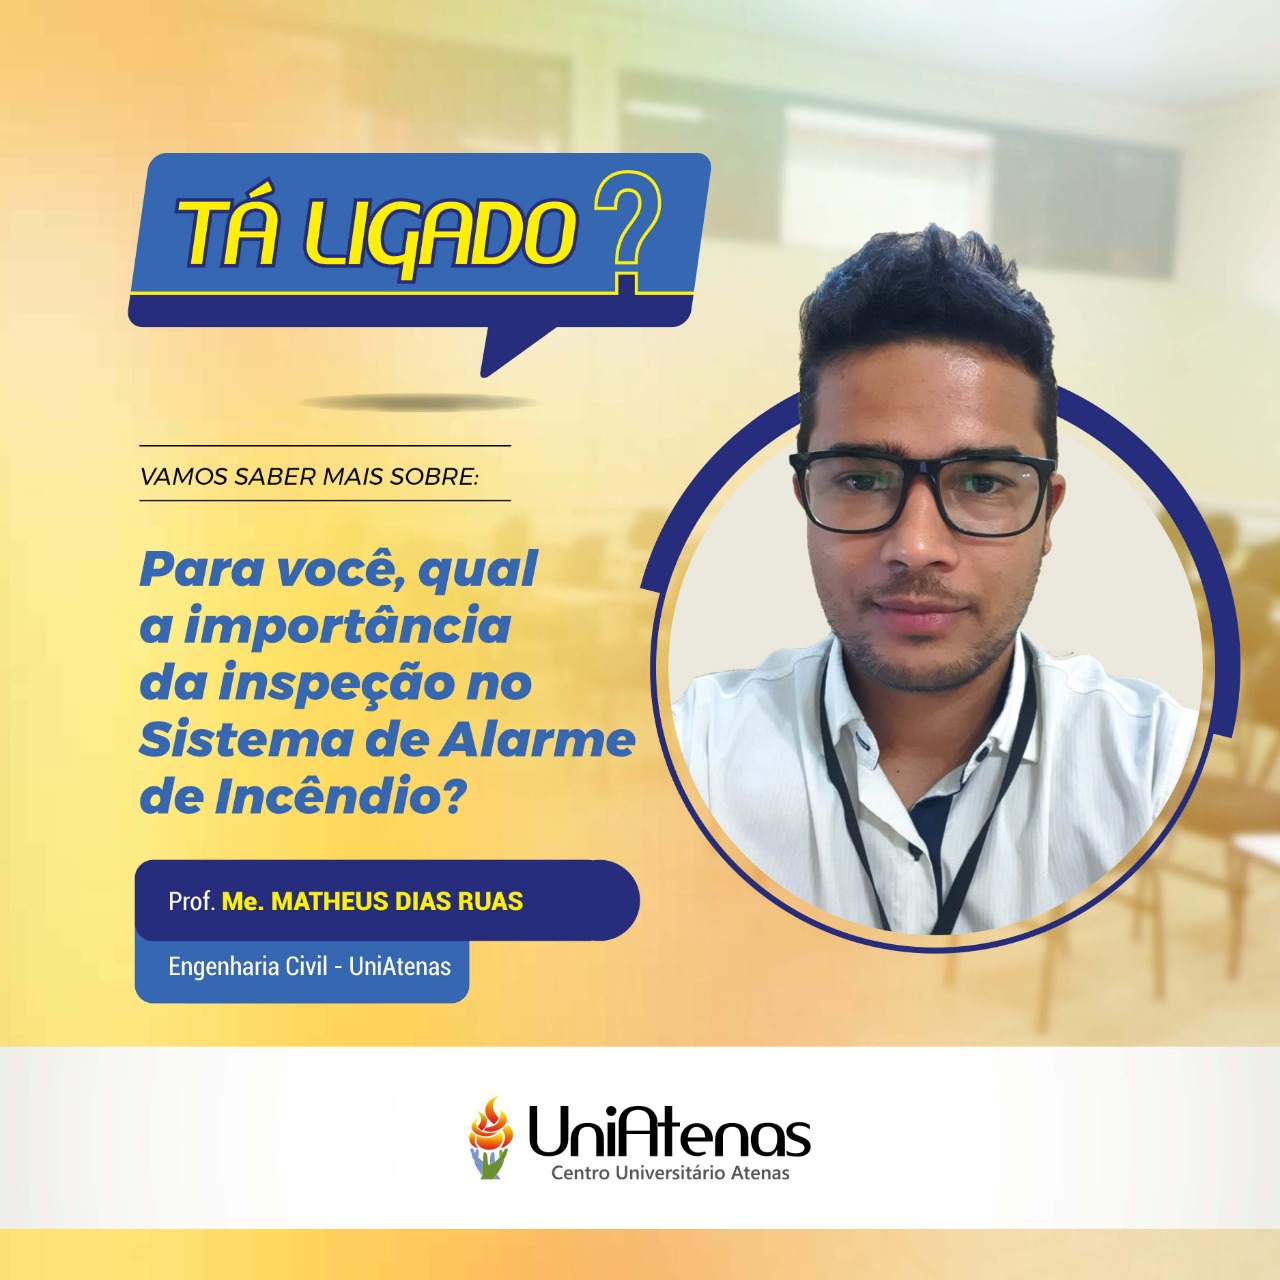 TÁ LIGADO?
VAMOS SABER MAIS SOBRE:
Para você, qual
a importância
da inspeção no
Sistema de Alarme
de Incêndio?
Prof. Me. MATHEUS DIAS RUAS
Engenharia Civil - UniAtenas
UniAtenas
Centro Universitário Atenas